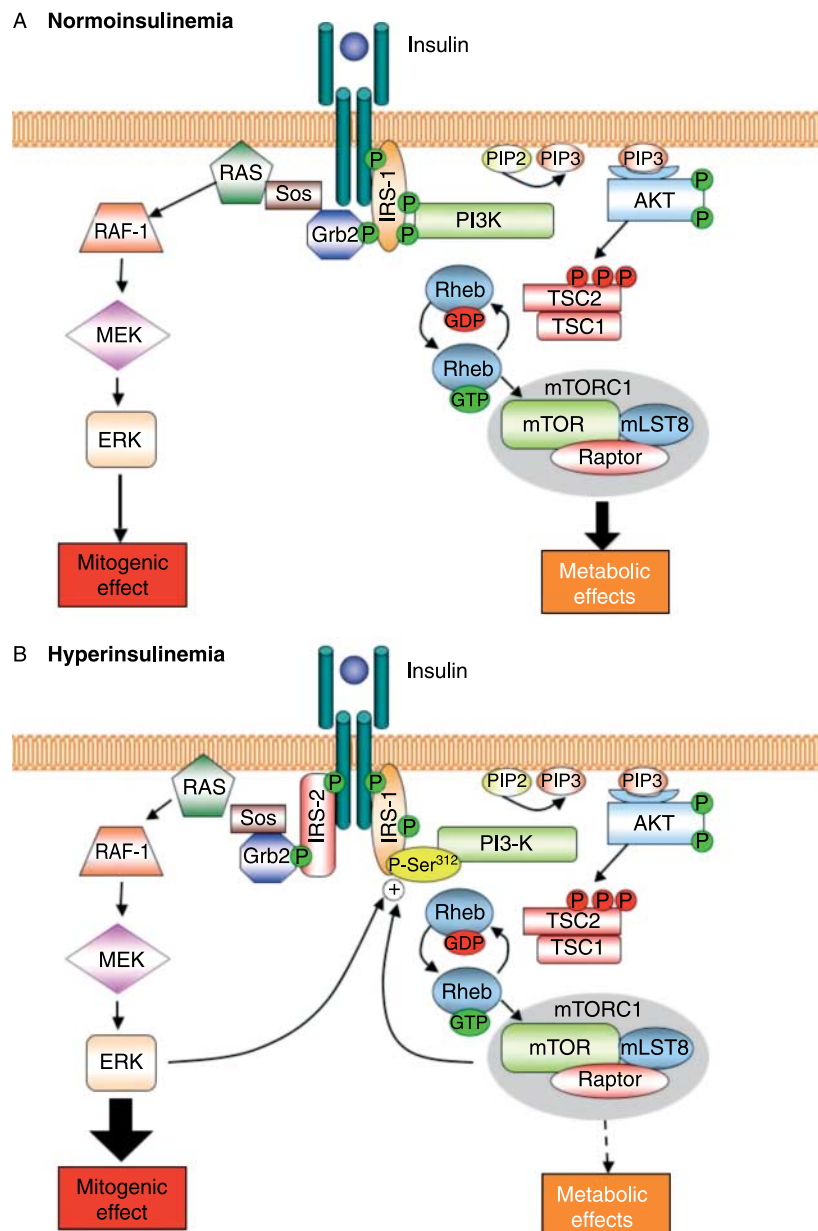 A Normoinsulinemia
Insulin
RAS
Sos
Grb2
P
P
IRS-1
P
P
PI3K
PIP2
PIP3
PIP3
AKT
P
P
RAF-1
MEK
ERK
Mitogenic
effect
Rheb
GDP
Rheb
GTP
P P P
TSC2
TSC1
mTORC1
mTOR
mLST8
Raptor
Metabolic
effects
B Hyperinsulinemia
Insulin
RAS
Sos
Grb2
P
IRS-2
P
P
IRS-1
P
P-Ser³¹²
+
PI3-K
PIP2
PIP3
PIP3
AKT
P
P
RAF-1
MEK
ERK
Mitogenic
effect
Rheb
GDP
Rheb
GTP
P P P
TSC2
TSC1
mTORC1
mTOR
mLST8
Raptor
Metabolic
effects